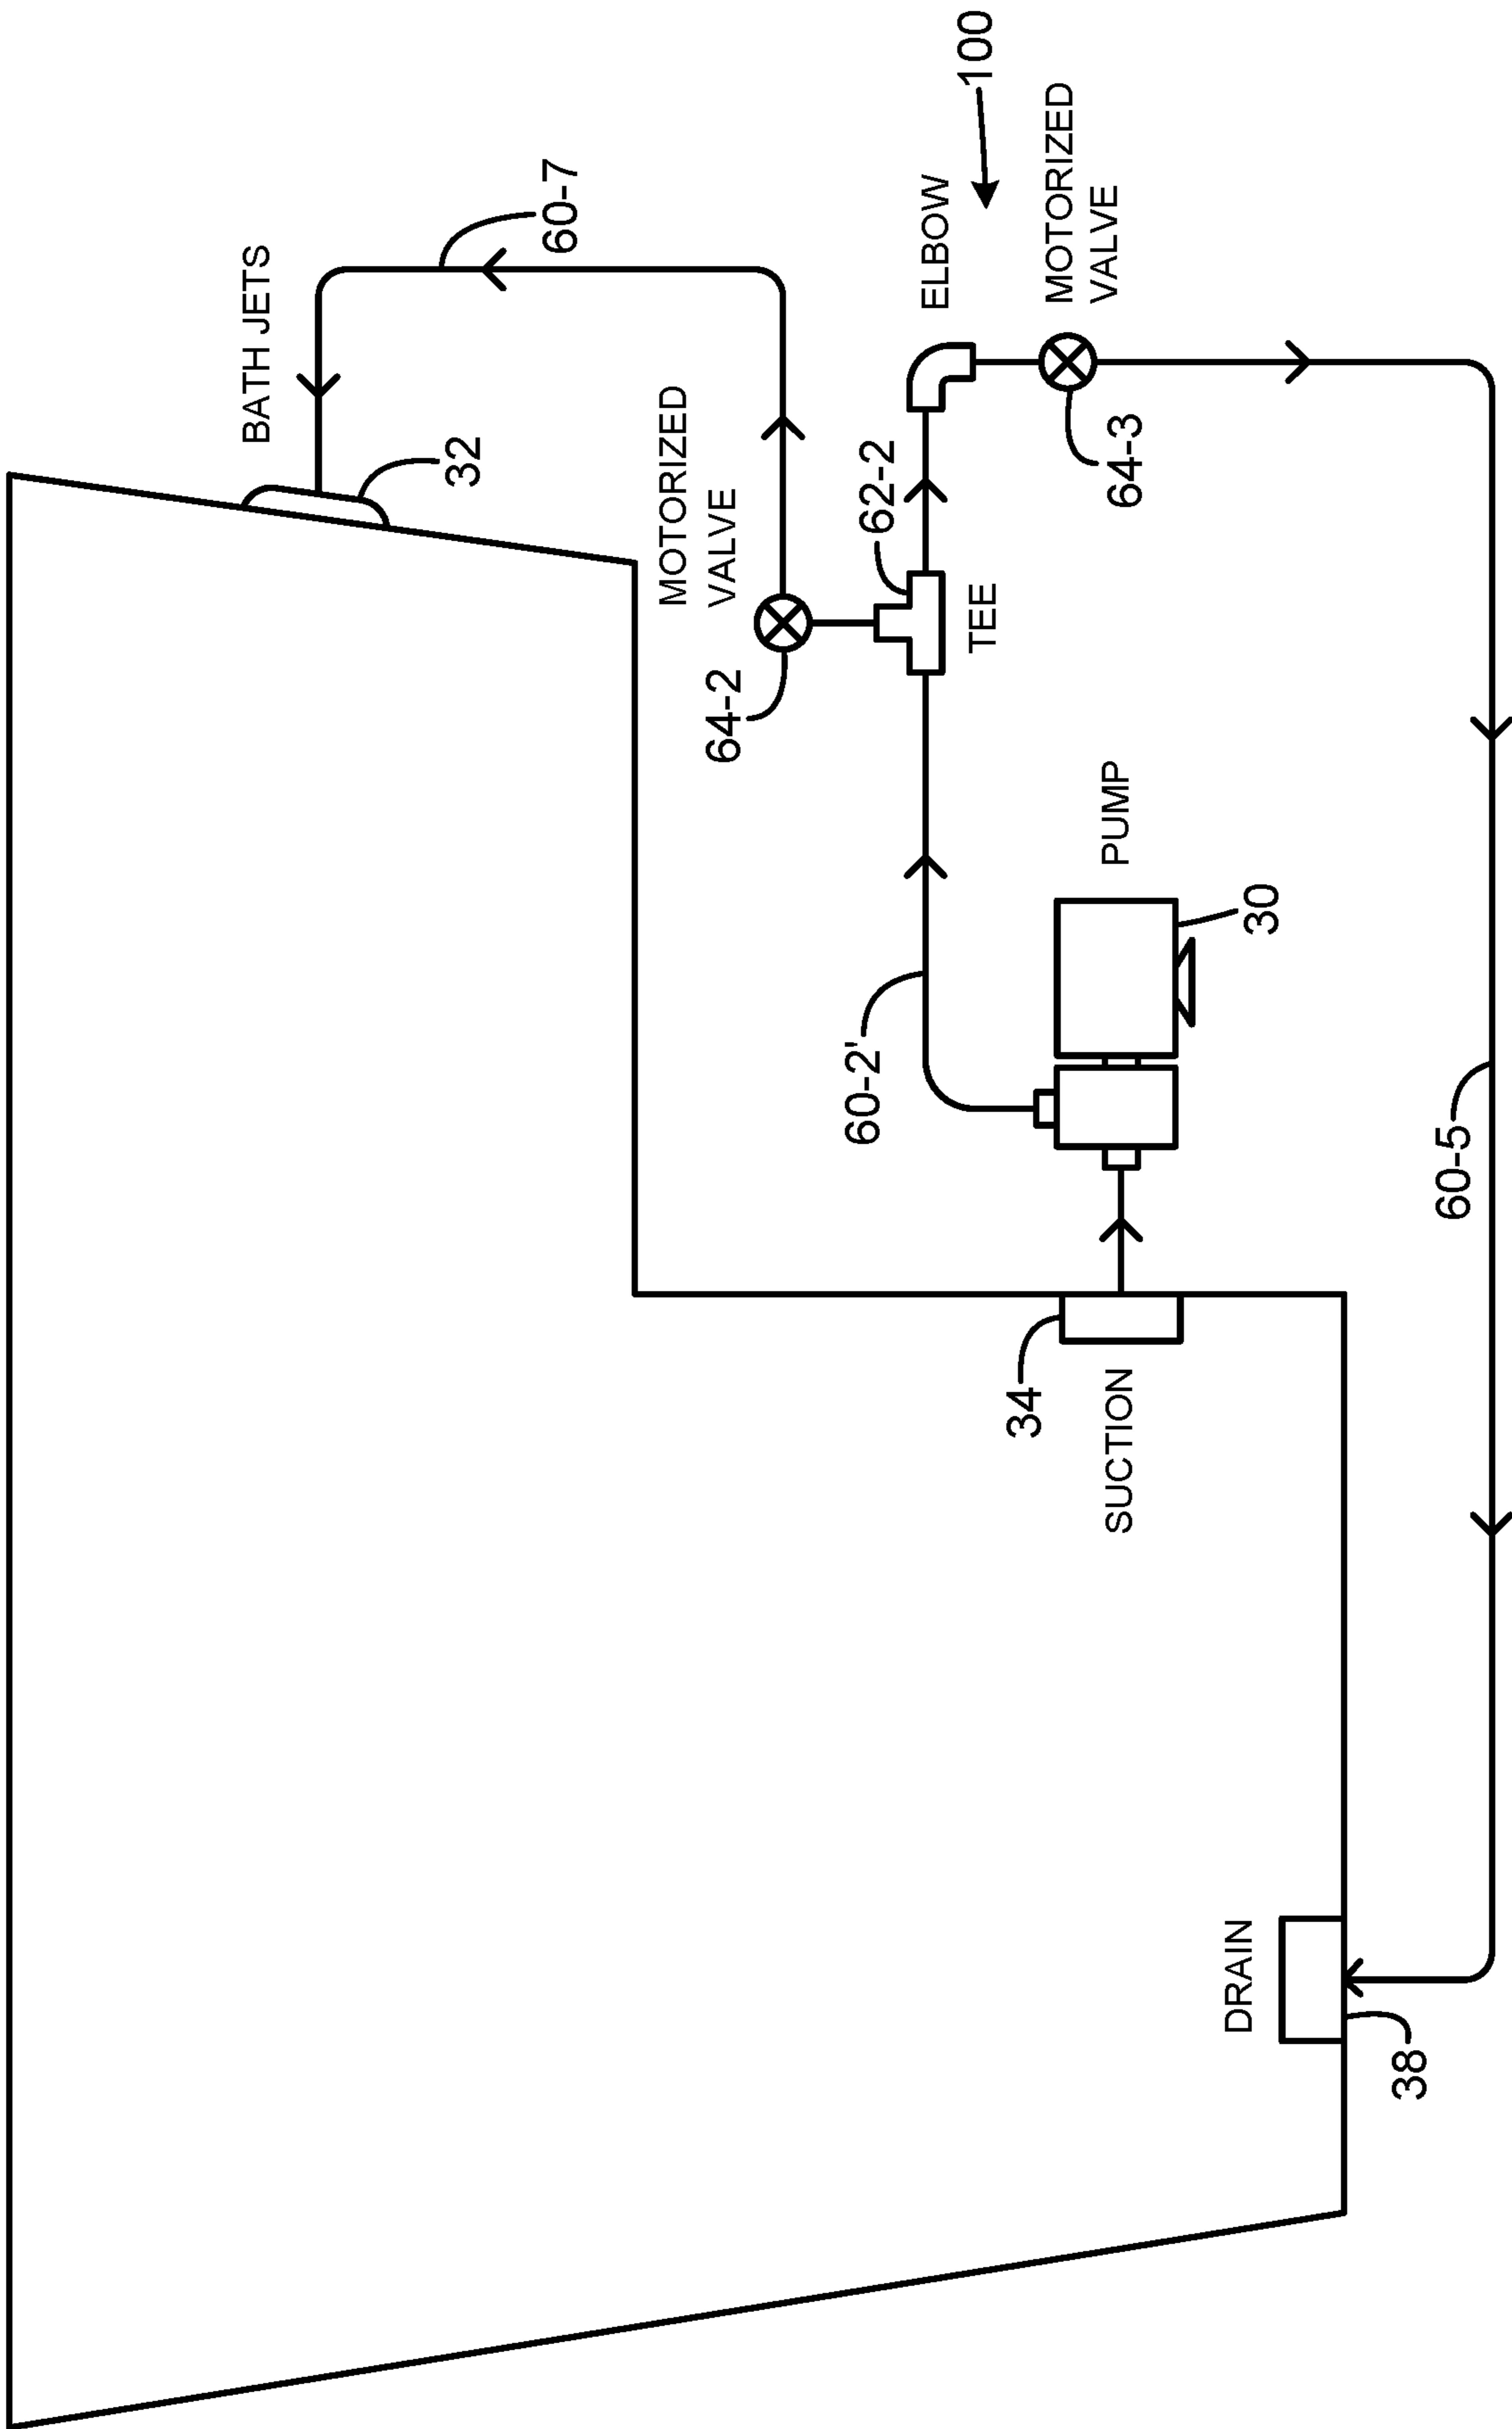 BATH JETS
60-7
32
MOTORIZED
VALVE
64-2
62-2
TEE
ELBOW
100
MOTORIZED
VALVE
64-3
60-2'
PUMP
30
34
SUCTION
60-5
DRAIN
38